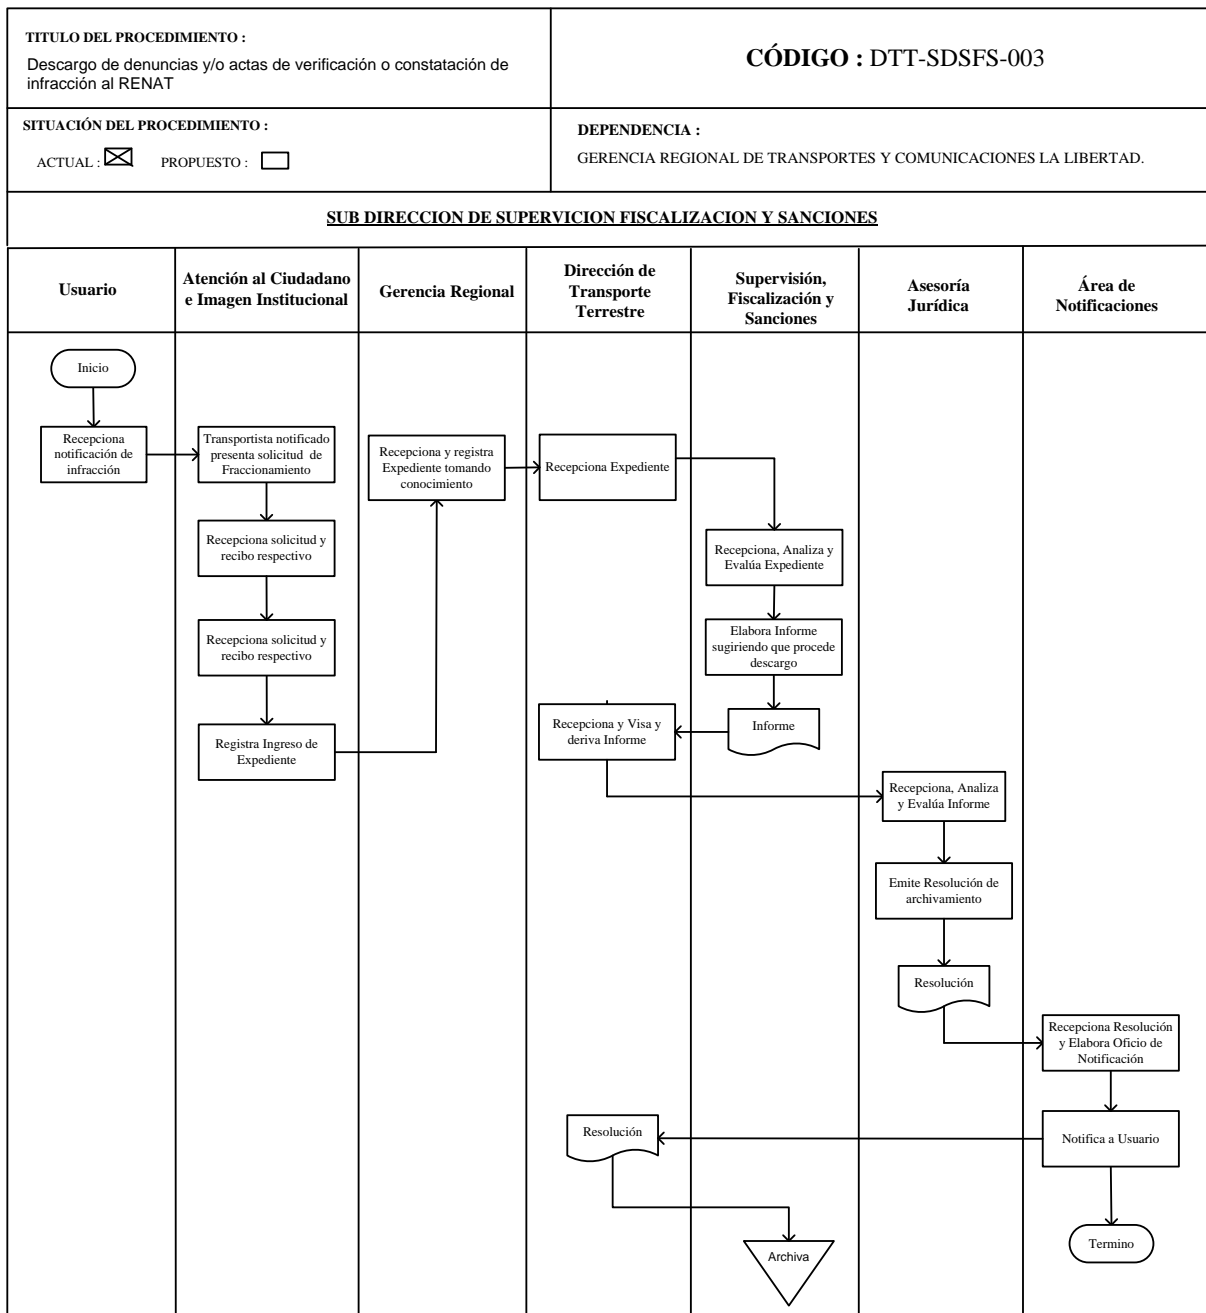 TITULO DEL PROCEDIMIENTO :
Descargo de denuncias y/o actas de verificación o constatación de
infracción al RENAT
CÓDIGO : DTT-SDSFS-003
SITUACIÓN DEL PROCEDIMIENTO :
ACTUAL :
PROPUESTO :
DEPENDENCIA :
GERENCIA REGIONAL DE TRANSPORTES Y COMUNICACIONES LA LIBERTAD.
SUB DIRECCION DE SUPERVICION FISCALIZACION Y SANCIONES
Usuario
Atención al Ciudadano
e Imagen Institucional
Gerencia Regional
Dirección de
Transporte
Terrestre
Supervisión,
Fiscalización y
Sanciones
Asesoría
Jurídica
Área de
Notificaciones
Inicio
Recepciona
notificación de
infracción
Transportista notificado
presenta solicitud de
Fraccionamiento
Recepciona y registra
Expediente tomando
conocimiento
Recepciona Expediente
Recepciona solicitud y
recibo respectivo
Recepciona, Analiza y
Evalúa Expediente
Recepciona solicitud y
recibo respectivo
Elabora Informe
sugiriendo que procede
descargo
Registra Ingreso de
Expediente
Recepciona y Visa y
deriva Informe
Informe
Recepciona, Analiza
y Evalúa Informe
Emite Resolución de
archivamiento
Resolución
Recepciona Resolución
y Elabora Oficio de
Notificación
Resolución
Notifica a Usuario
Archiva
Termino